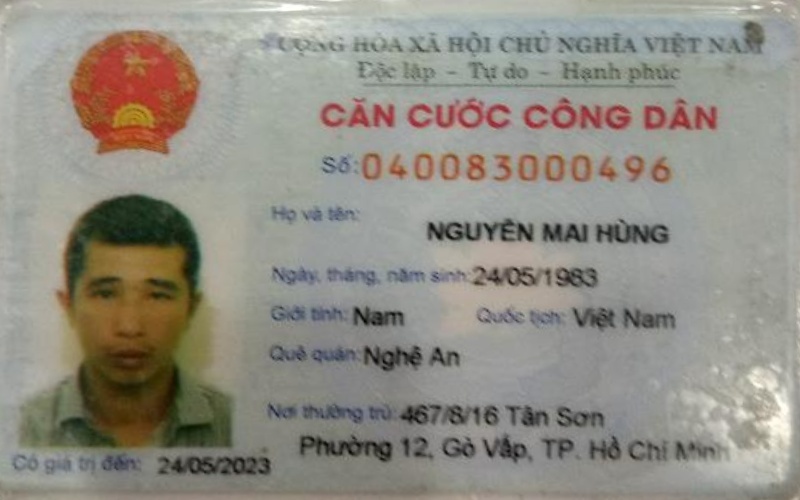 CỘNG HÒA XÃ HỘI CHỦ NGHĨA VIỆT NAM
Độc lập - Tự do - Hạnh phúc
CĂN CƯỚC CÔNG DÂN
Số: 040083000496
Họ và tên: NGUYỄN MAI HÙNG
Ngày, tháng, năm sinh: 24/05/1983
Giới tính: Nam Quốc tịch: Việt Nam
Quê quán: Nghệ An
Nơi thường trú: 467/8/16 Tân Sơn
Phường 12, Gò Vấp, TP. Hồ Chí Minh
Có giá trị đến: 24/05/2023